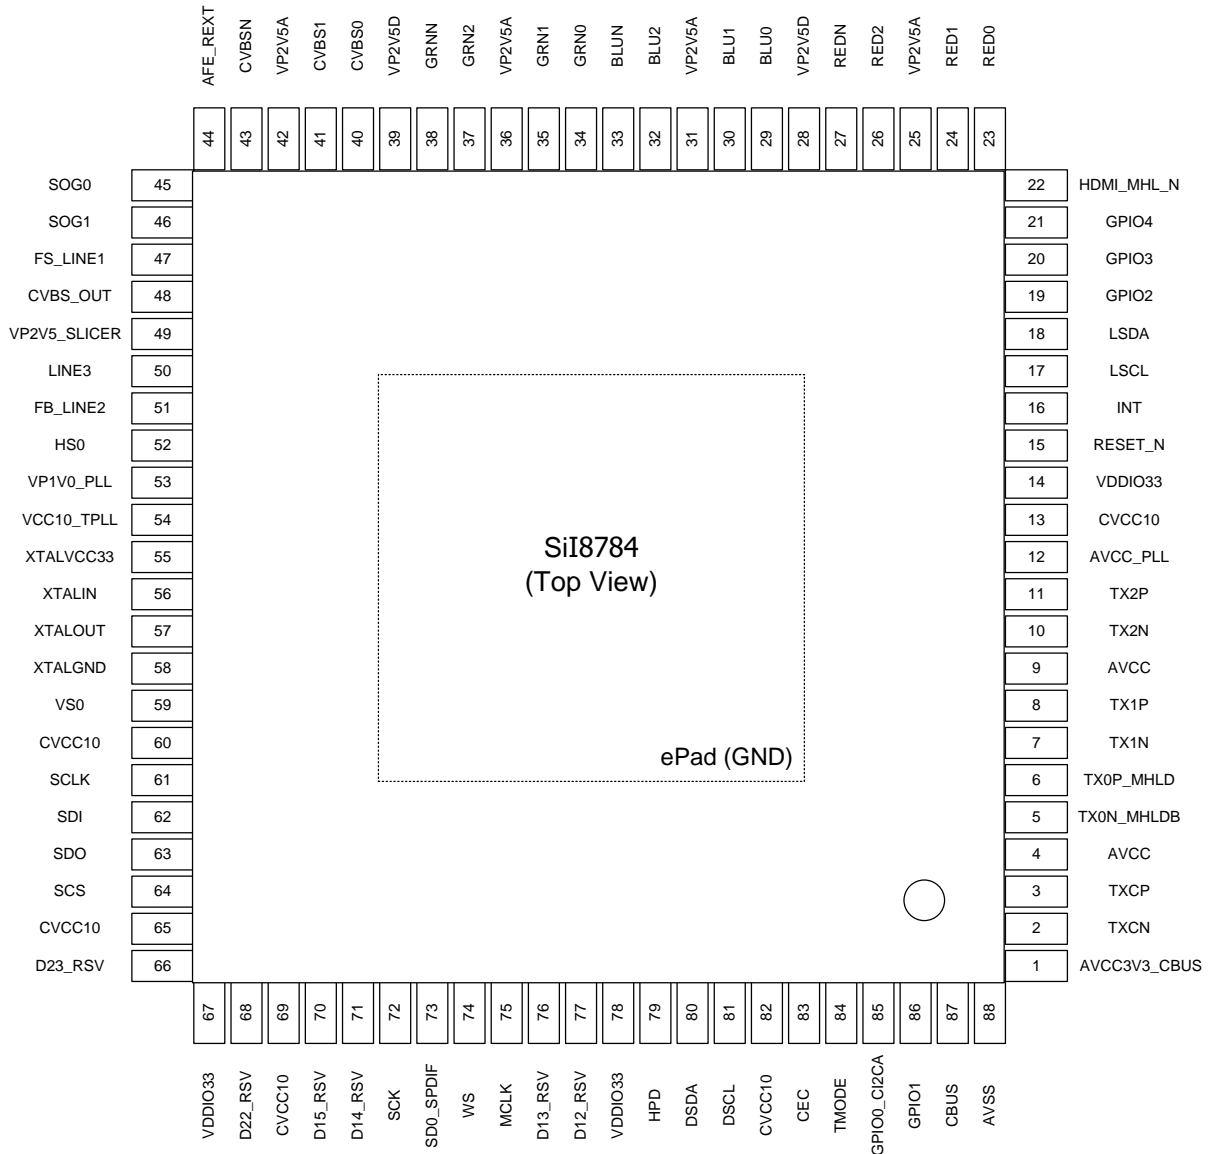 AFE_REXT
CVBSN
VP2V5A
CVBS1
CVBS0
VP2V5D
GRNN
GRN2
VP2V5A
GRN1
GRN0
BLUN
BLU2
VP2V5A
BLU1
BLU0
VP2V5D
REDN
RED2
VP2V5A
RED1
RED0
44
43
42
41
40
39
38
37
36
35
34
33
32
31
30
29
28
27
26
25
24
23
SOG0 45
SOG1 46
FS_LINE1 47
CVBS_OUT 48
VP2V5_SLICER 49
LINE3 50
FB_LINE2 51
HS0 52
VP1V0_PLL 53
VCC10_TPLL 54
XTALVCC33 55
XTALIN 56
XTALOUT 57
XTALGND 58
VS0 59
CVCC10 60
SCLK 61
SDI 62
SDO 63
SCS 64
CVCC10 65
D23_RSV 66
SiI8784
(Top View)
ePad (GND)
22 HDMI_MHL_N
21 GPIO4
20 GPIO3
19 GPIO2
18 LSDA
17 LSCL
16 INT
15 RESET_N
14 VDDIO33
13 CVCC10
12 AVCC_PLL
11 TX2P
10 TX2N
9 AVCC
8 TX1P
7 TX1N
6 TX0P_MHLD
5 TX0N_MHLDB
4 AVCC
3 TXCP
2 TXCN
1 AVCC3V3_CBUS
67
68
69
70
71
72
73
74
75
76
77
78
79
80
81
82
83
84
85
86
87
88
VDDIO33
D22_RSV
CVCC10
D15_RSV
D14_RSV
SCK
SD0_SPDIF
WS
MCLK
D13_RSV
D12_RSV
VDDIO33
HPD
DSDA
DSCL
CVCC10
CEC
TMODE
GPIO0_CI2CA
GPIO1
CBUS
AVSS